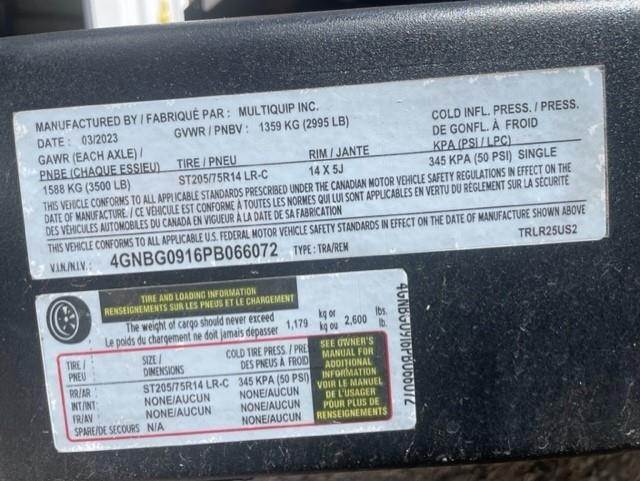 MANUFACTURED BY / FABRIQUÉ PAR : MULTIQUIP INC.
DATE : 03/2023 GVWR / PNBV : 1359 KG (2995 LB)
COLD INFL. PRESS. / PRESS.
DE GONFL. À FROID
GAWR (EACH AXLE) /
PNBE (CHAQUE ESSIEU) TIRE / PNEU RIM / JANTE KPA (PSI / LPC)
1588 KG (3500 LB) ST205/75R14 LR-C 14 X 5J 345 KPA (50 PSI) SINGLE
THIS VEHICLE CONFORMS TO ALL APPLICABLE STANDARDS PRESCRIBED UNDER THE CANADIAN MOTOR VEHICLE SAFETY REGULATIONS IN EFFECT ON THE
DATE OF MANUFACTURE. / CE VÉHICULE EST CONFORME À TOUTES LES NORMES QUI LUI SONT APPLICABLES EN VERTU DU RÈGLEMENT SUR LA SÉCURITÉ
DES VÉHICULES AUTOMOBILES DU CANADA EN VIGUEUR À LA DATE DE SA FABRICATION
THIS VEHICLE CONFORMS TO ALL APPLICABLE U.S. FEDERAL MOTOR VEHICLE SAFETY STANDARDS IN EFFECT ON THE DATE OF MANUFACTURE SHOWN ABOVE
V.I.N./N.I.V.: 4GNBG0916PB066072 TYPE : TRA/REM TRLR25US2
TIRE AND LOADING INFORMATION
RENSEIGNEMENTS SUR LES PNEUS ET LE CHARGEMENT
The weight of cargo should never exceed
Le poids du chargement ne doit jamais dépasser 1,179 kg or kg ou 2,600 lbs. lb.
TIRE / PNEU SIZE / DIMENSIONS COLD TIRE PRESS. / PRE DES PNEUS À FROID
RR/AR ST205/75R14 LR-C 345 KPA (50 PSI)
INT/INT NONE/AUCUN NONE/AUCUN
FR/AV NONE/AUCUN NONE/AUCUN
SPARE/DE SECOURS N/A NONE/AUCUN
SEE OWNER'S
MANUAL FOR
ADDITIONAL
INFORMATION
VOIR LE MANUEL
DE L'USAGER
POUR PLUS DE
RENSEIGNEMENTS
4GNBG0916PB066072